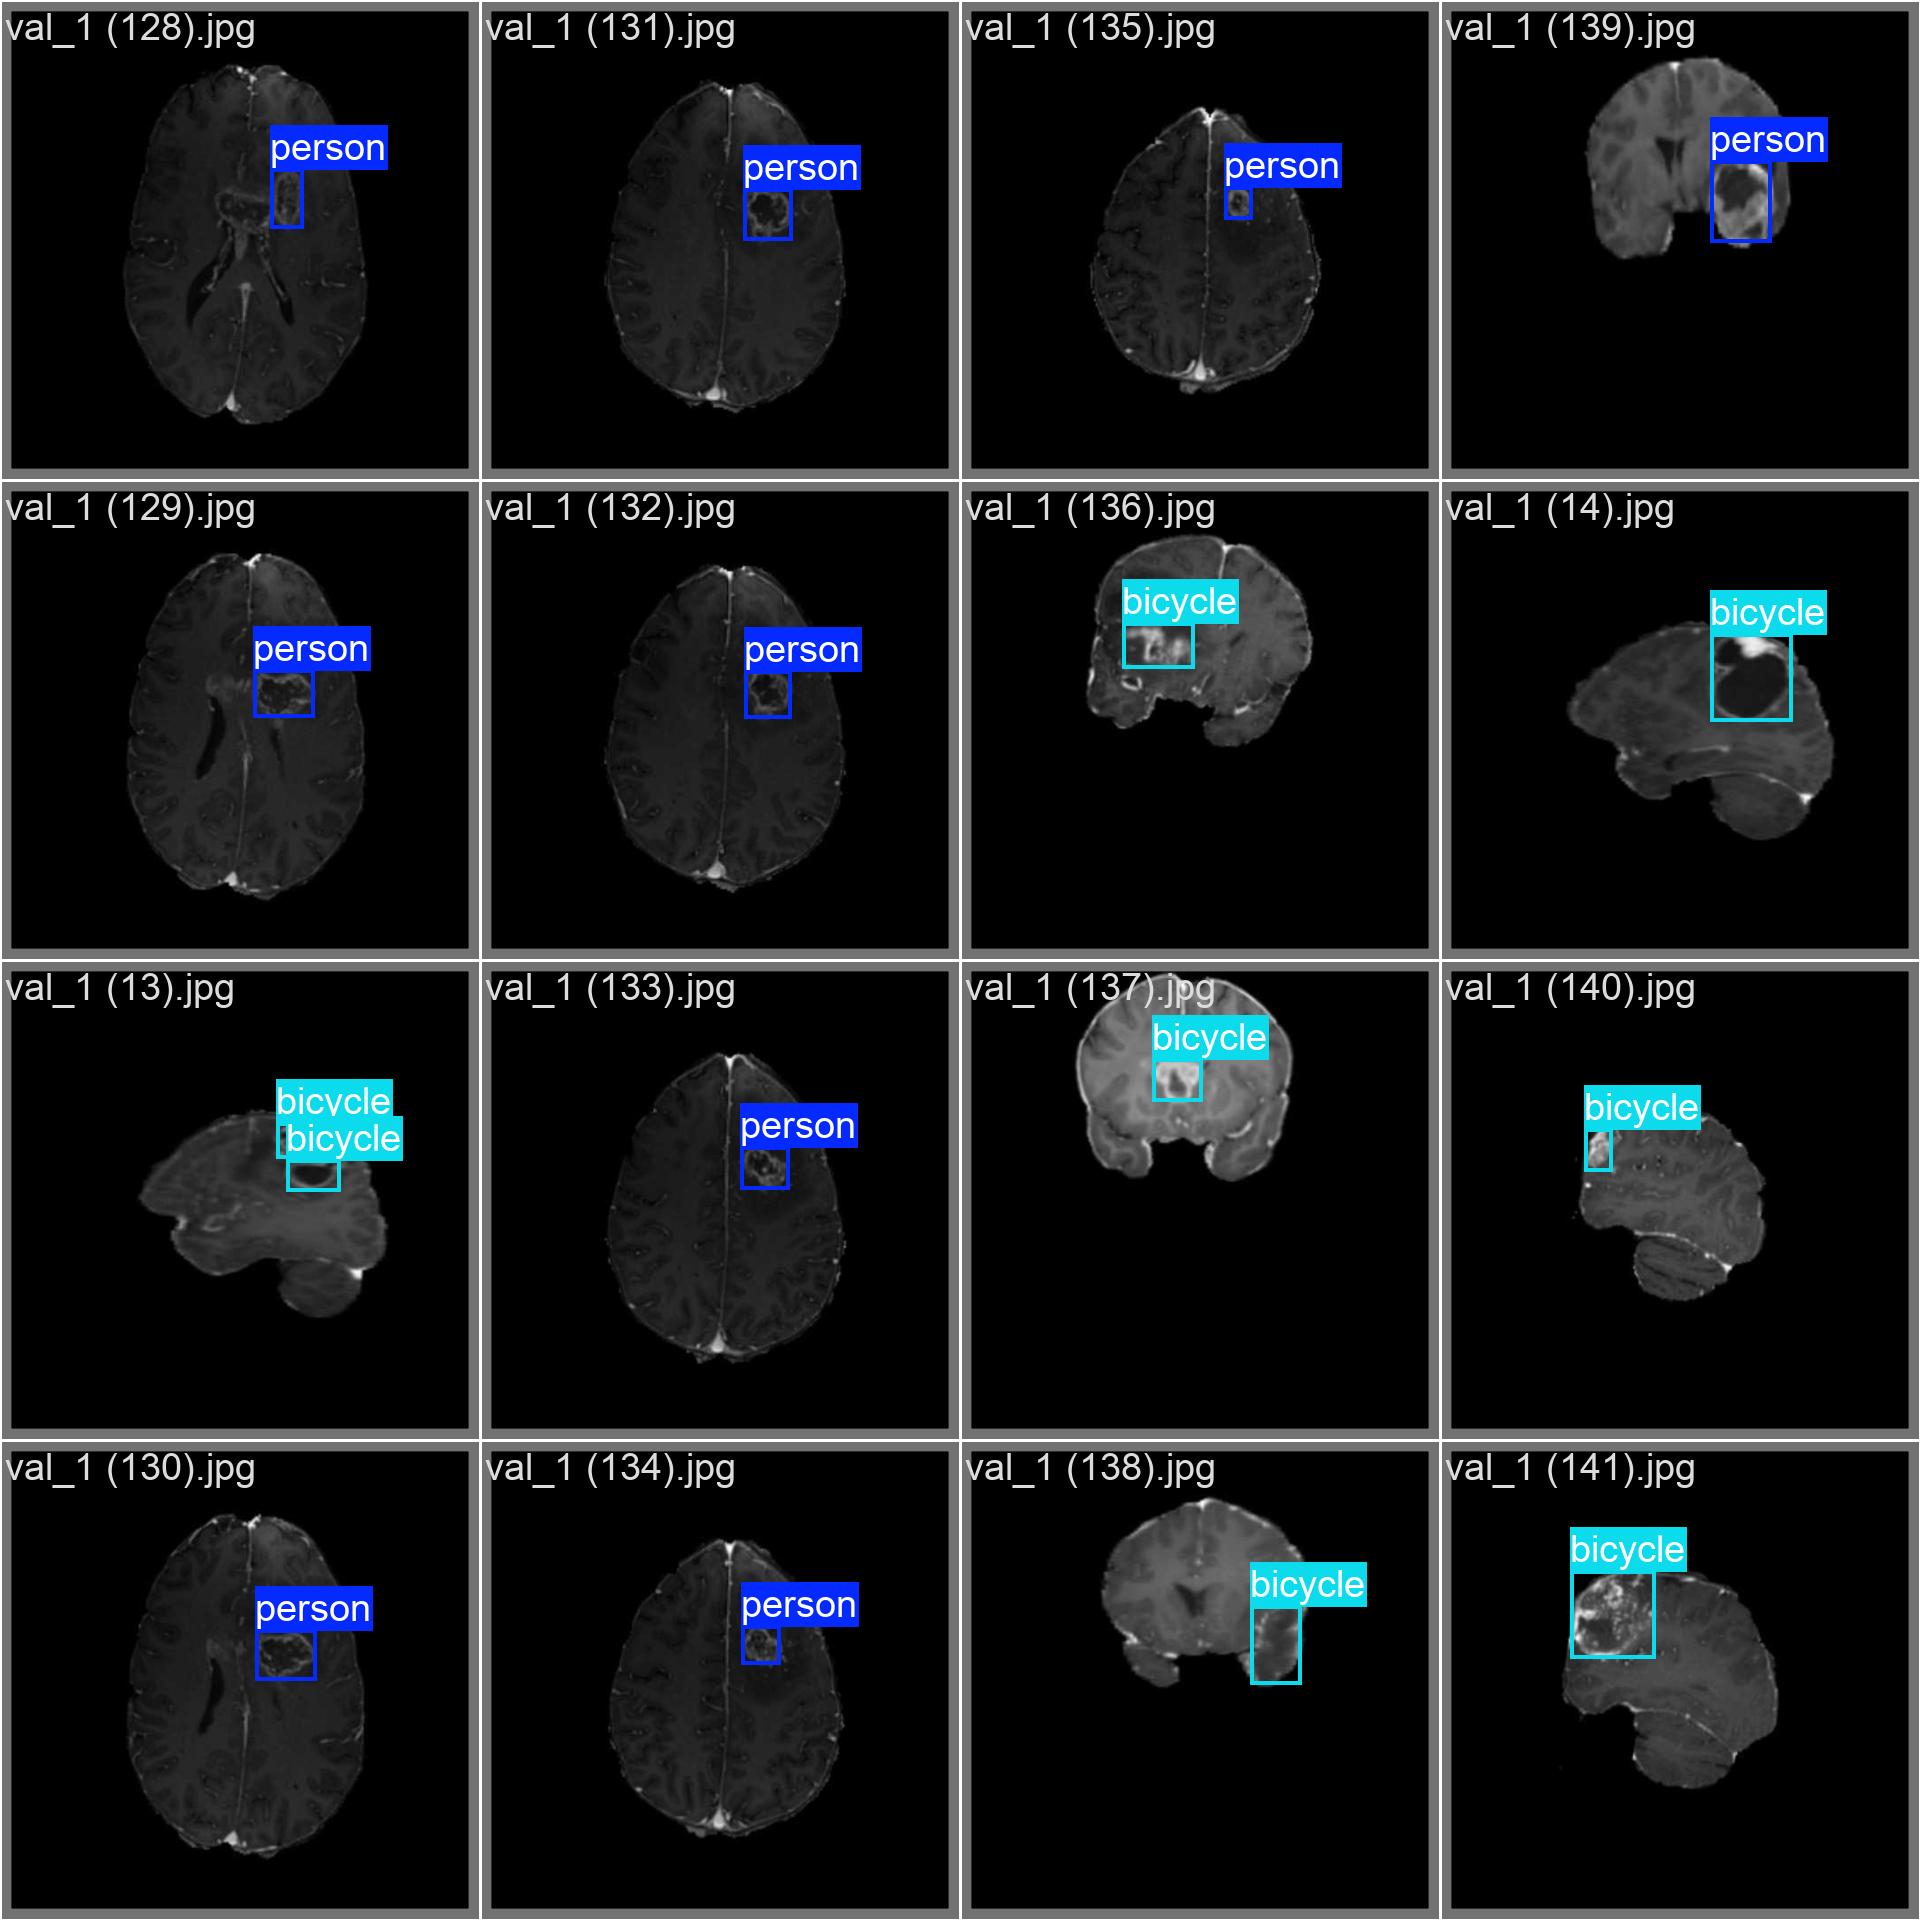 val_1 (128).jpg
person
val_1 (131).jpg
person
val_1 (135).jpg
person
val_1 (139).jpg
person
val_1 (129).jpg
person
val_1 (132).jpg
person
val_1 (136).jpg
bicycle
val_1 (14).jpg
bicycle
val_1 (13).jpg
bicycle
bicycle
val_1 (133).jpg
person
val_1 (137).jpg
bicycle
val_1 (140).jpg
bicycle
val_1 (130).jpg
person
val_1 (134).jpg
person
val_1 (138).jpg
bicycle
val_1 (141).jpg
bicycle